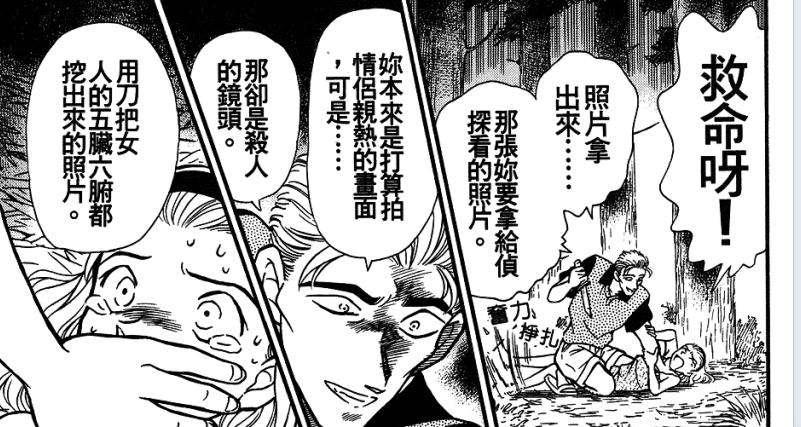 救命呀！
照片拿
出來……
那張妳要拿給偵
探看的照片。
奮力
掙扎
妳本來是打算拍
情侶親熱的畫面
，可是……
那卻是殺人
的鏡頭。
用刀把女
人的五臟六腑都
挖出來的照片。